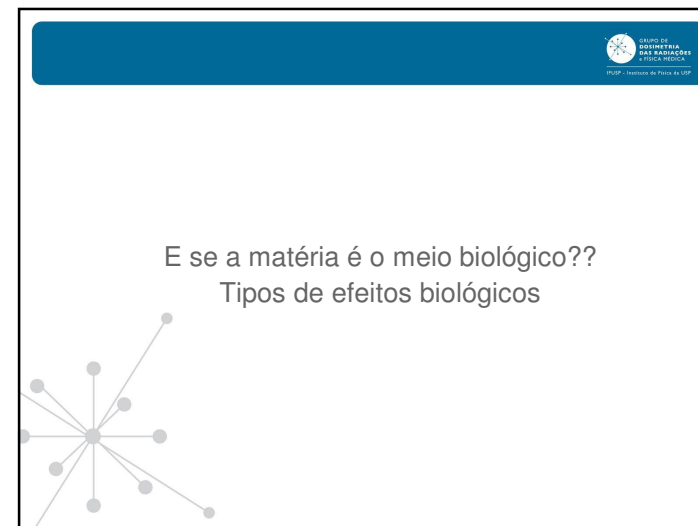 GRUPO DE
DOSIMETRIA
DAS RADIAÇÕES
e FÍSICA MÉDICA
IFUSP - Instituto de Física da USP
E se a matéria é o meio biológico??
Tipos de efeitos biológicos